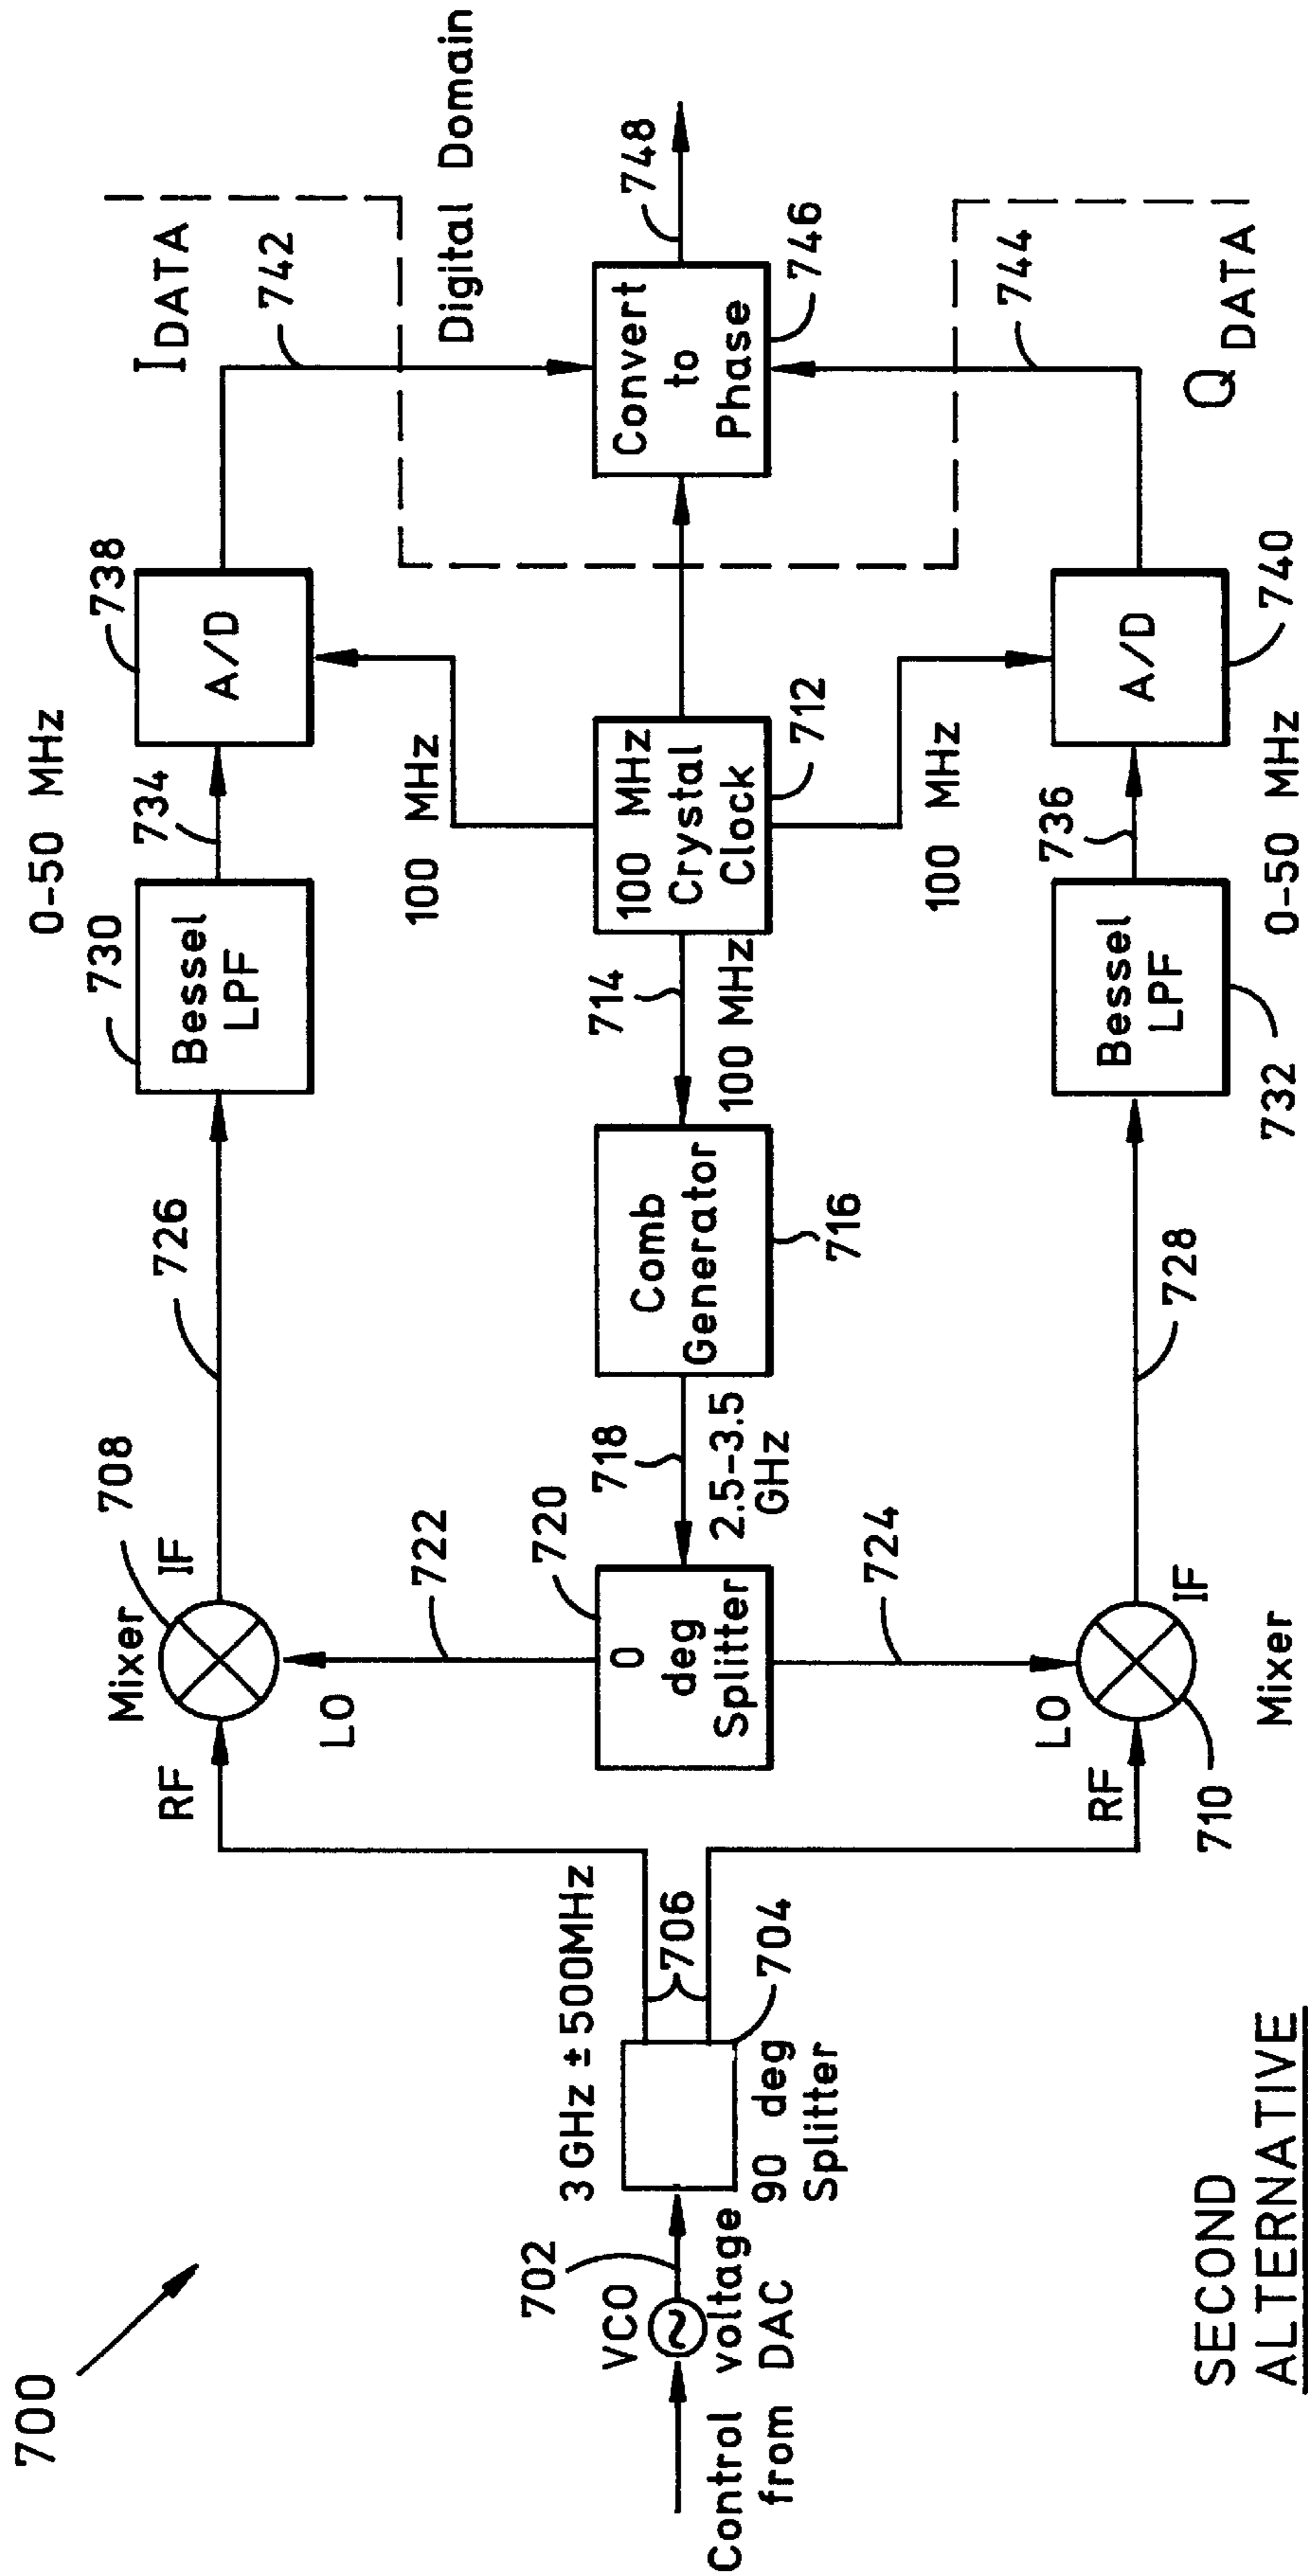 700
Control voltage
from DAC
VCO
702
3GHz ± 500MHz
90 deg
Splitter
704
706
RF
LO
Mixer
708
IF
722
0
deg
Splitter
720
724
RF
LO
710
Mixer
IF
726
718
2.5-3.5
GHz
Comb
Generator
716
728
714
100 MHz
Bessel
LPF
730
0-50 MHz
734
100 MHz
Crystal
Clock
712
100 MHz
100 MHz
Bessel
LPF
732
736
0-50 MHz
A/D
738
A/D
740
IDATA
742
Digital Domain
Convert
to
Phase
746
748
744
QDATA
SECOND
ALTERNATIVE